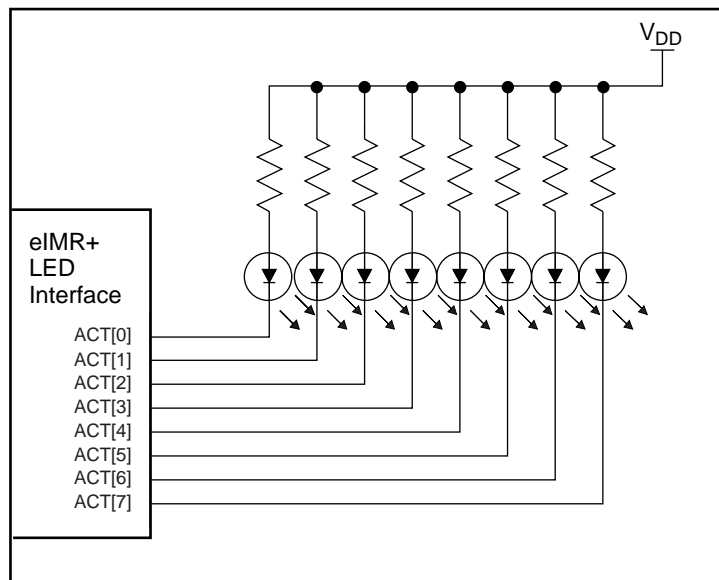 VDD
eIMR+
LED
Interface
ACT[0]
ACT[1]
ACT[2]
ACT[3]
ACT[4]
ACT[5]
ACT[6]
ACT[7]